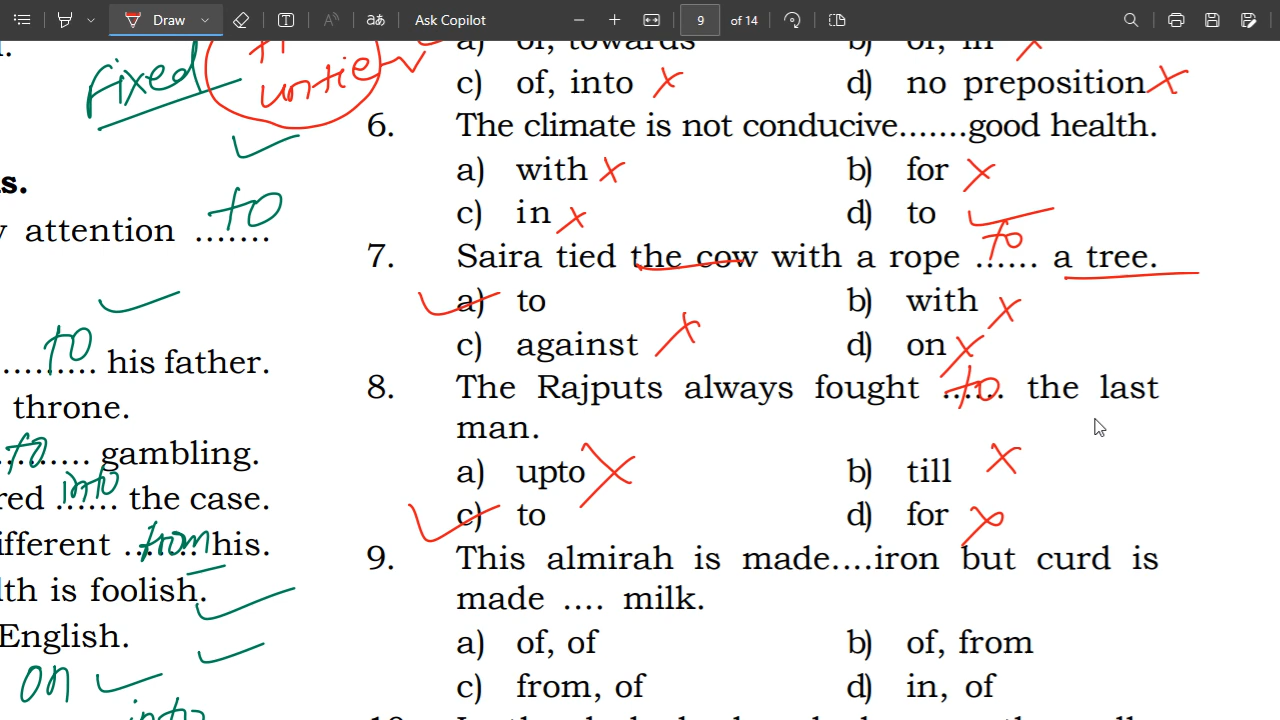 Draw
aあ
Ask Copilot
9 of 14
a) of, towards b) of, in
fixed
untie
c) of, into d) no preposition
6. The climate is not conducive.......good health.
a) with b) for
s.
to
c) in d) to
y attention .......
to
7. Saira tied the cow with a rope ...... a tree.
a) to b) with
to
c) against d) on
.......... his father.
to
8. The Rajputs always fought ...... the last
man.
throne.
to
.......... gambling.
a) upto b) till
into
red ...... the case.
c) to d) for
from
ifferent ........ his.
9. This almirah is made....iron but curd is
made .... milk.
lth is foolish.
English.
a) of, of b) of, from
on
c) from, of d) in, of
into